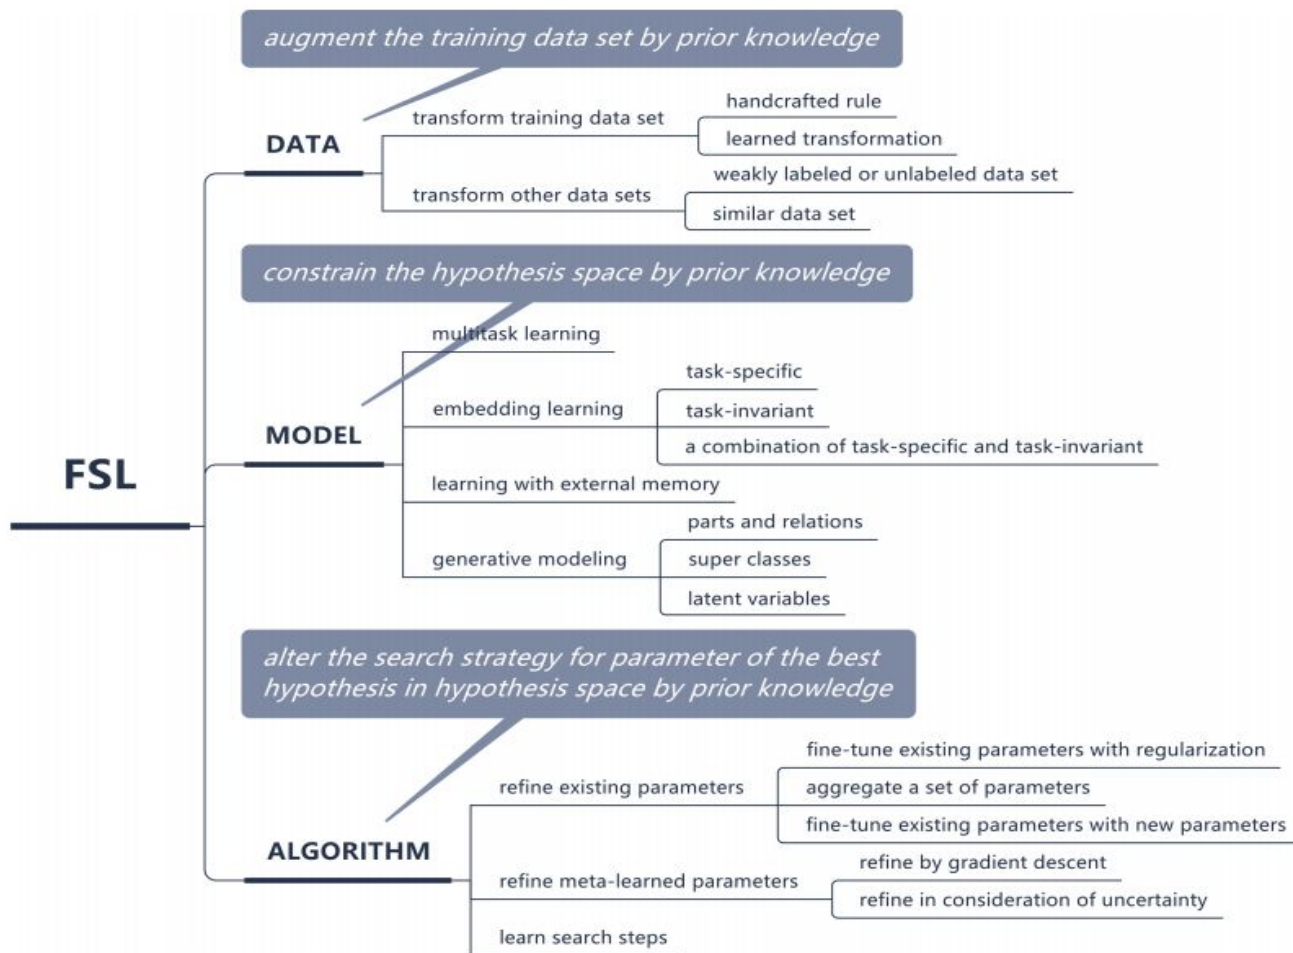 augment the training data set by prior knowledge
handcrafted rule
transform training data set
learned transformation
DATA
weakly labeled or unlabeled data set
transform other data sets
similar data set
constrain the hypothesis space by prior knowledge
multitask learning
task-specific
embedding learning
task-invariant
MODEL
a combination of task-specific and task-invariant
FSL
learning with external memory
parts and relations
generative modeling
super classes
latent variables
alter the search strategy for parameter of the best
hypothesis in hypothesis space by prior knowledge
fine-tune existing parameters with regularization
refine existing parameters
aggregate a set of parameters
fine-tune existing parameters with new parameters
ALGORITHM
refine by gradient descent
refine meta-learned parameters
refine in consideration of uncertainty
learn search steps